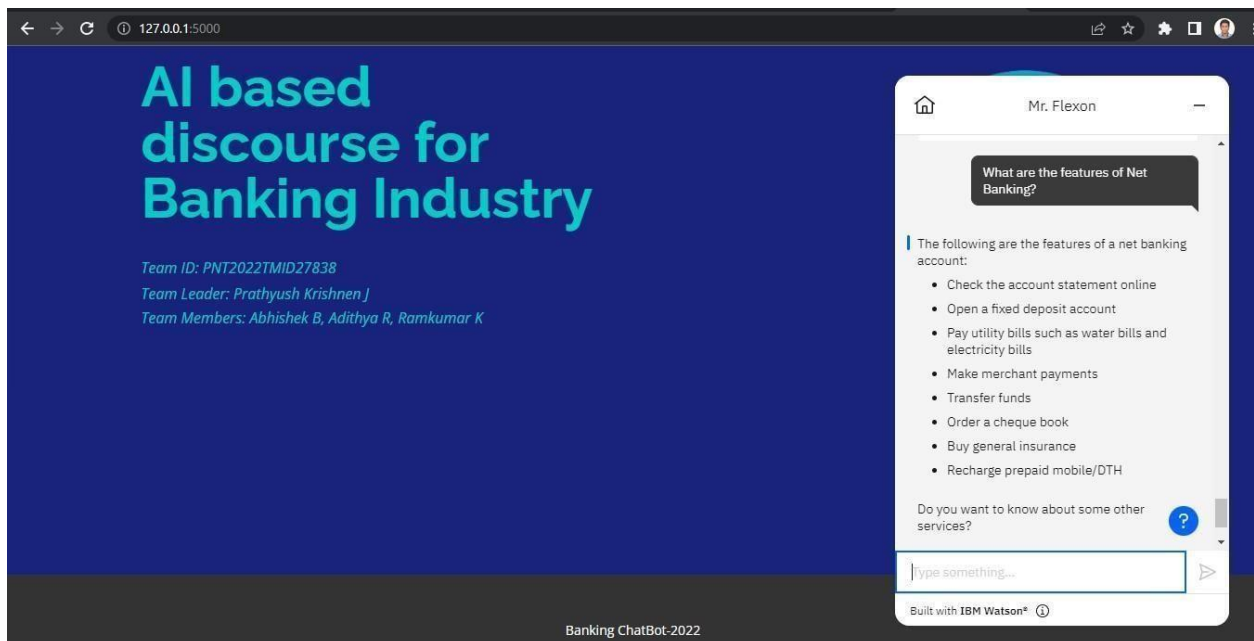 127.0.0.1:5000
AI based
discourse for
Banking Industry
Team ID: PNT2022TMID27838
Team Leader: Prathyush Krishnen J
Team Members: Abhishek B, Adithya R, Ramkumar K
Mr. Flexon
What are the features of Net
Banking?
The following are the features of a net banking
account:
Check the account statement online
Open a fixed deposit account
Pay utility bills such as water bills and
electricity bills
Make merchant payments
Transfer funds
Order a cheque book
Buy general insurance
Recharge prepaid mobile/DTH
Do you want to know about some other
services?
?
Type something...
Built with IBM Watson®
Banking ChatBot-2022